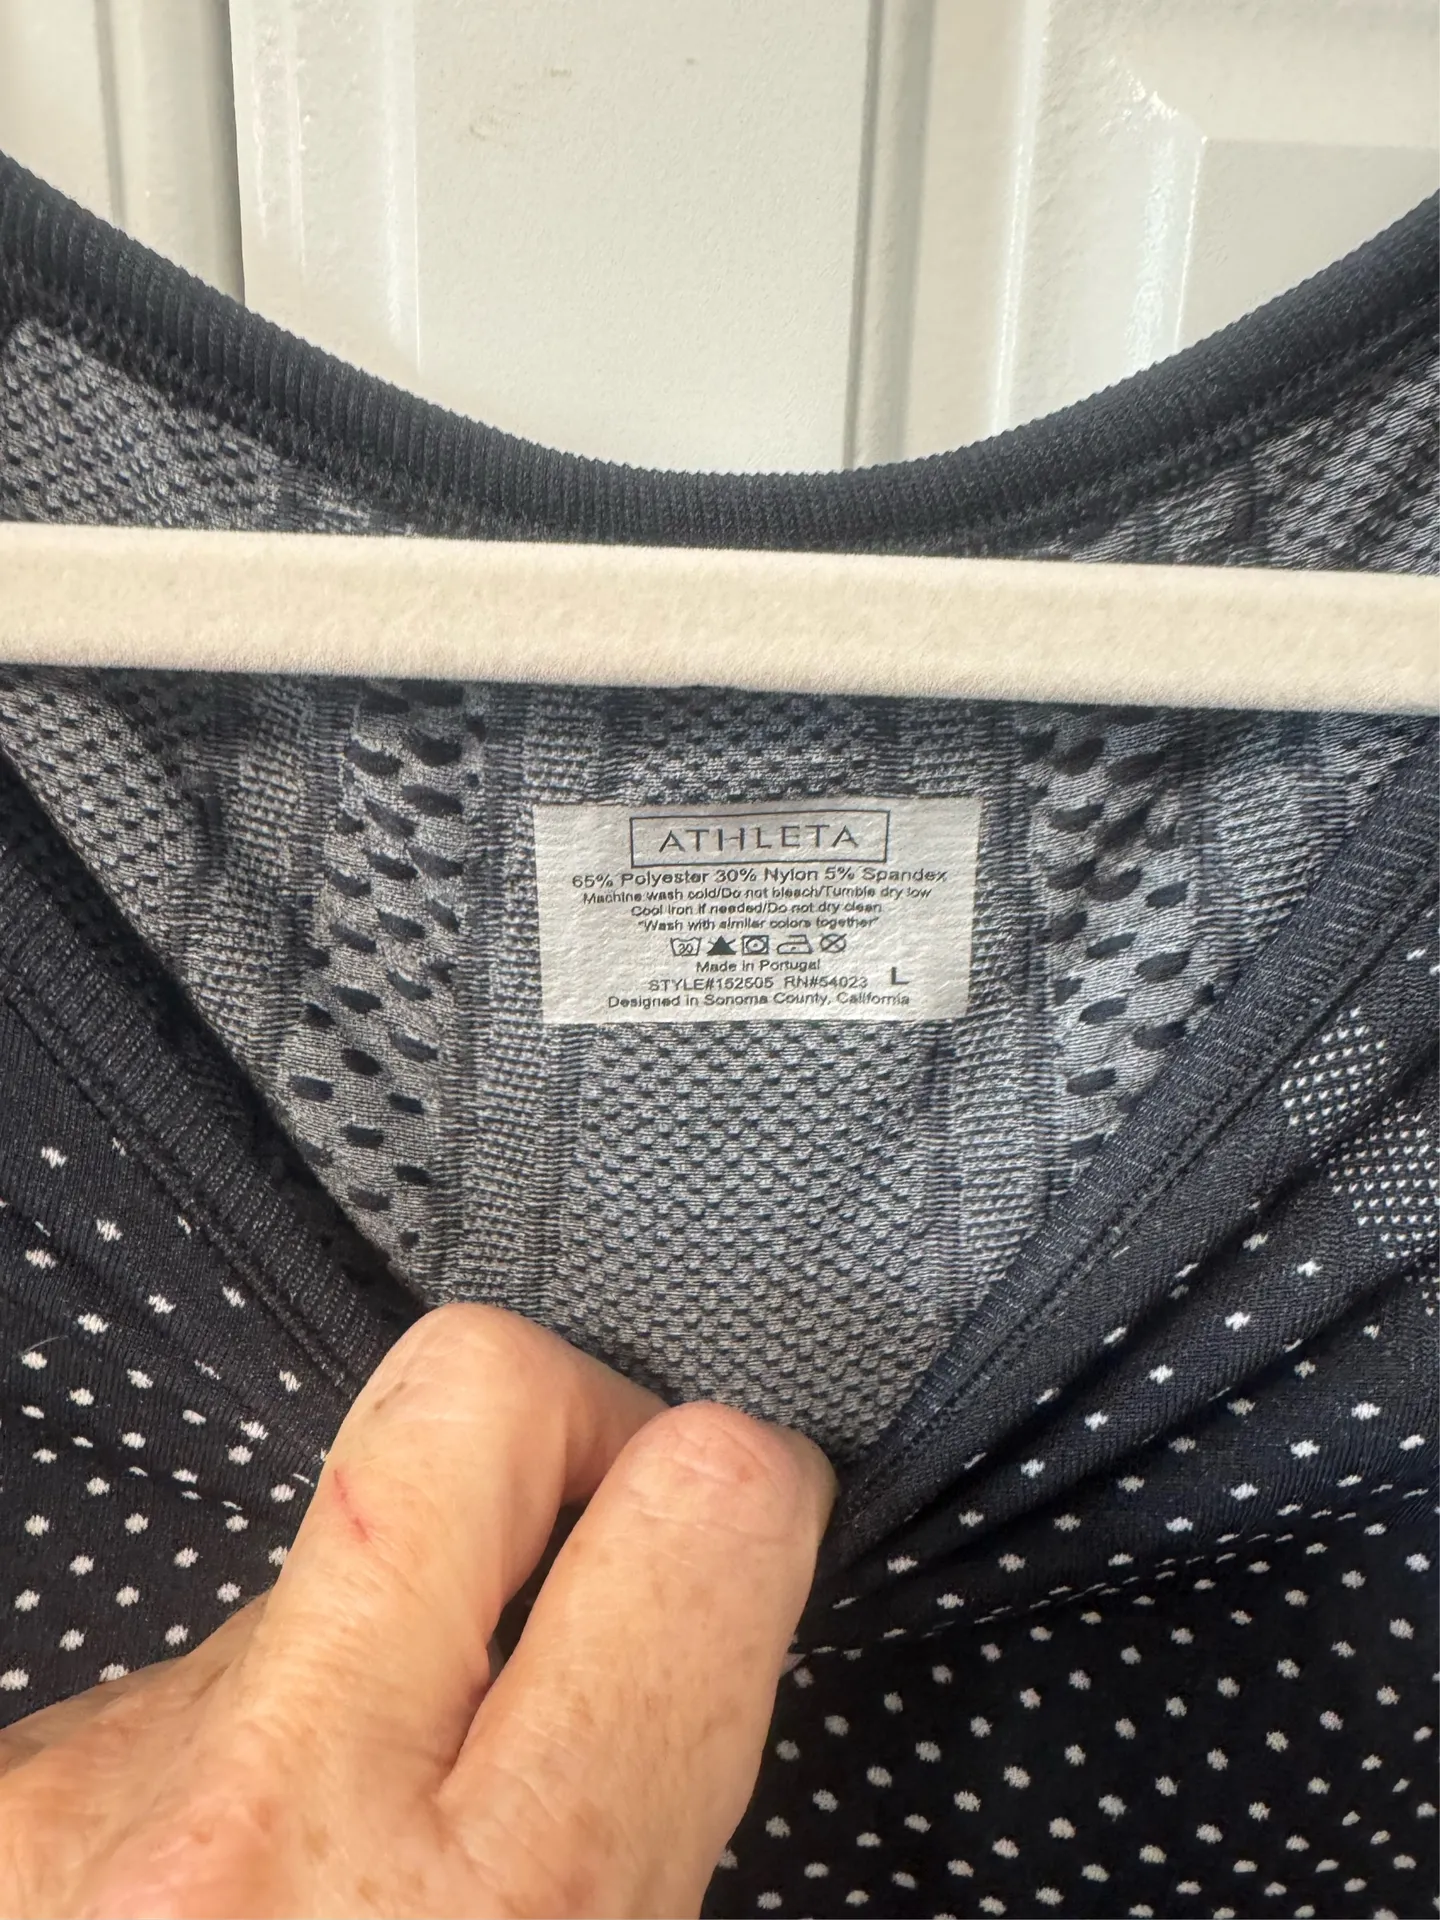 ATHLETA
65% Polyester 30% Nylon 5% Spandex
Machine wash cold/Do not bleach/Tumble dry low
Cool Iron if needed/Do not dry clean
"Wash with similar colors together"
30
Made in Portugal
STYLE#152505 RN#54023 L
Designed in Sonoma County, California